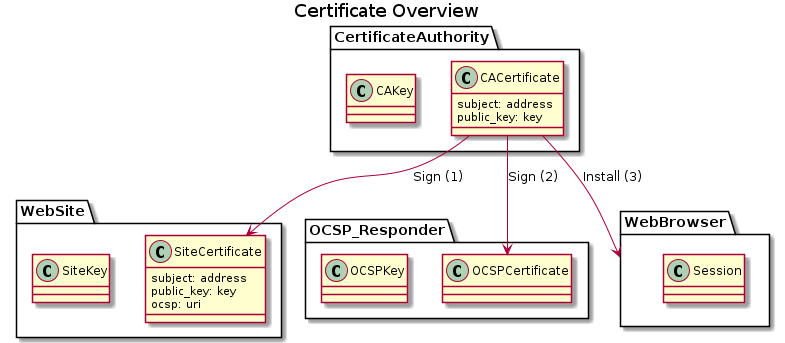 Certificate Overview
CertificateAuthority
C CAKey
C CACertificate
subject: address
public_key: key
Sign (1)
Sign (2)
Install (3)
WebSite
C SiteKey
C SiteCertificate
subject: address
public_key: key
ocsp: uri
OCSP_Responder
C OCSPKey
C OCSPCertificate
WebBrowser
C Session